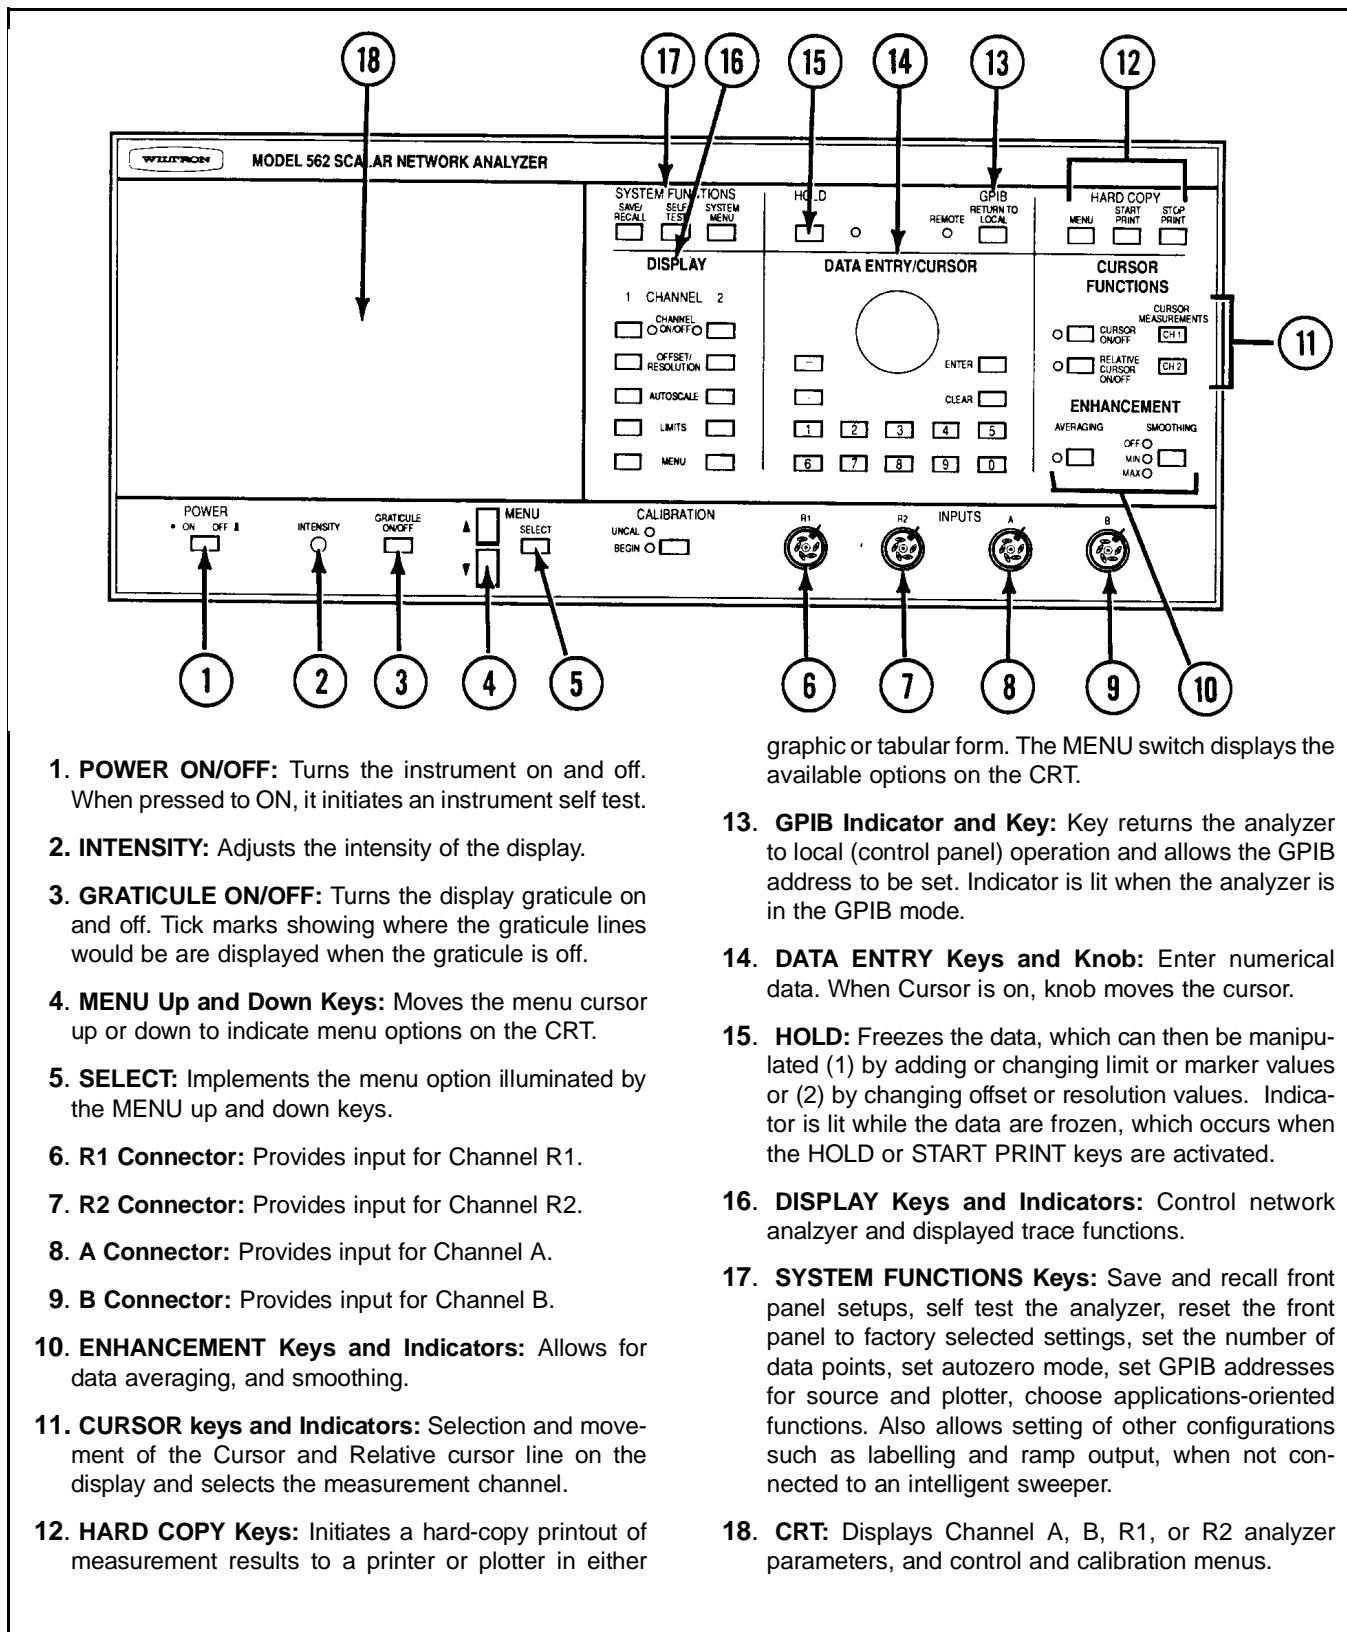 18 17 16 15 14 13 12
WILTRON MODEL 562 SCALAR NETWORK ANALYZER
SYSTEM FUNCTIONS
SAVE/ RECALL
SELF TEST
SYSTEM MENU
HOLD
GPIB
REMOTE
RETURN TO LOCAL
HARD COPY
MENU
START PRINT
STOP PRINT
DISPLAY
1 CHANNEL 2
CHANNEL ON/OFF
OFFSET/ RESOLUTION
AUTOSCALE
LIMITS
MENU
DATA ENTRY/CURSOR
–
ENTER
.
CLEAR
1 2 3 4 5
6 7 8 9 0
CURSOR
FUNCTIONS
CURSOR MEASUREMENTS
CURSOR ON/OFF
CH 1
RELATIVE CURSOR ON/OFF
CH 2
11
ENHANCEMENT
AVERAGING
SMOOTHING
OFF
MIN
MAX
POWER
ON OFF
INTENSITY
GRATICULE ON/OFF
MENU
SELECT
CALIBRATION
UNCAL
BEGIN
INPUTS
R1 R2 A B
1 2 3 4 5 6 7 8 9 10
1. POWER ON/OFF: Turns the instrument on and off.
When pressed to ON, it initiates an instrument self test.
2. INTENSITY: Adjusts the intensity of the display.
3. GRATICULE ON/OFF: Turns the display graticule on
and off. Tick marks showing where the graticule lines
would be are displayed when the graticule is off.
4. MENU Up and Down Keys: Moves the menu cursor
up or down to indicate menu options on the CRT.
5. SELECT: Implements the menu option illuminated by
the MENU up and down keys.
6. R1 Connector: Provides input for Channel R1.
7. R2 Connector: Provides input for Channel R2.
8. A Connector: Provides input for Channel A.
9. B Connector: Provides input for Channel B.
10. ENHANCEMENT Keys and Indicators: Allows for
data averaging, and smoothing.
11. CURSOR keys and Indicators: Selection and move-
ment of the Cursor and Relative cursor line on the
display and selects the measurement channel.
12. HARD COPY Keys: Initiates a hard-copy printout of
measurement results to a printer or plotter in either
graphic or tabular form. The MENU switch displays the
available options on the CRT.
13. GPIB Indicator and Key: Key returns the analyzer
to local (control panel) operation and allows the GPIB
address to be set. Indicator is lit when the analyzer is
in the GPIB mode.
14. DATA ENTRY Keys and Knob: Enter numerical
data. When Cursor is on, knob moves the cursor.
15. HOLD: Freezes the data, which can then be manipu-
lated (1) by adding or changing limit or marker values
or (2) by changing offset or resolution values. Indica-
tor is lit while the data are frozen, which occurs when
the HOLD or START PRINT keys are activated.
16. DISPLAY Keys and Indicators: Control network
analzyer and displayed trace functions.
17. SYSTEM FUNCTIONS Keys: Save and recall front
panel setups, self test the analyzer, reset the front
panel to factory selected settings, set the number of
data points, set autozero mode, set GPIB addresses
for source and plotter, choose applications-oriented
functions. Also allows setting of other configurations
such as labelling and ramp output, when not con-
nected to an intelligent sweeper.
18. CRT: Displays Channel A, B, R1, or R2 analyzer
parameters, and control and calibration menus.